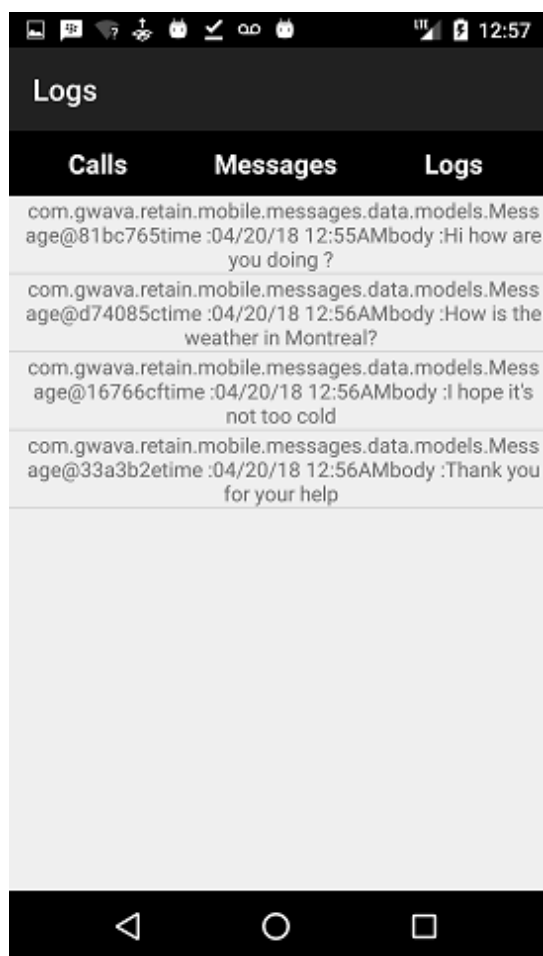 LTE 12:57
Logs
Calls Messages Logs
com.gwava.retain.mobile.messages.data.models.Mess
age@81bc765time :04/20/18 12:55AMbody :Hi how are
you doing ?
com.gwava.retain.mobile.messages.data.models.Mess
age@d74085ctime :04/20/18 12:56AMbody :How is the
weather in Montreal?
com.gwava.retain.mobile.messages.data.models.Mess
age@16766cftime :04/20/18 12:56AMbody :I hope it's
not too cold
com.gwava.retain.mobile.messages.data.models.Mess
age@33a3b2etime :04/20/18 12:56AMbody :Thank you
for your help